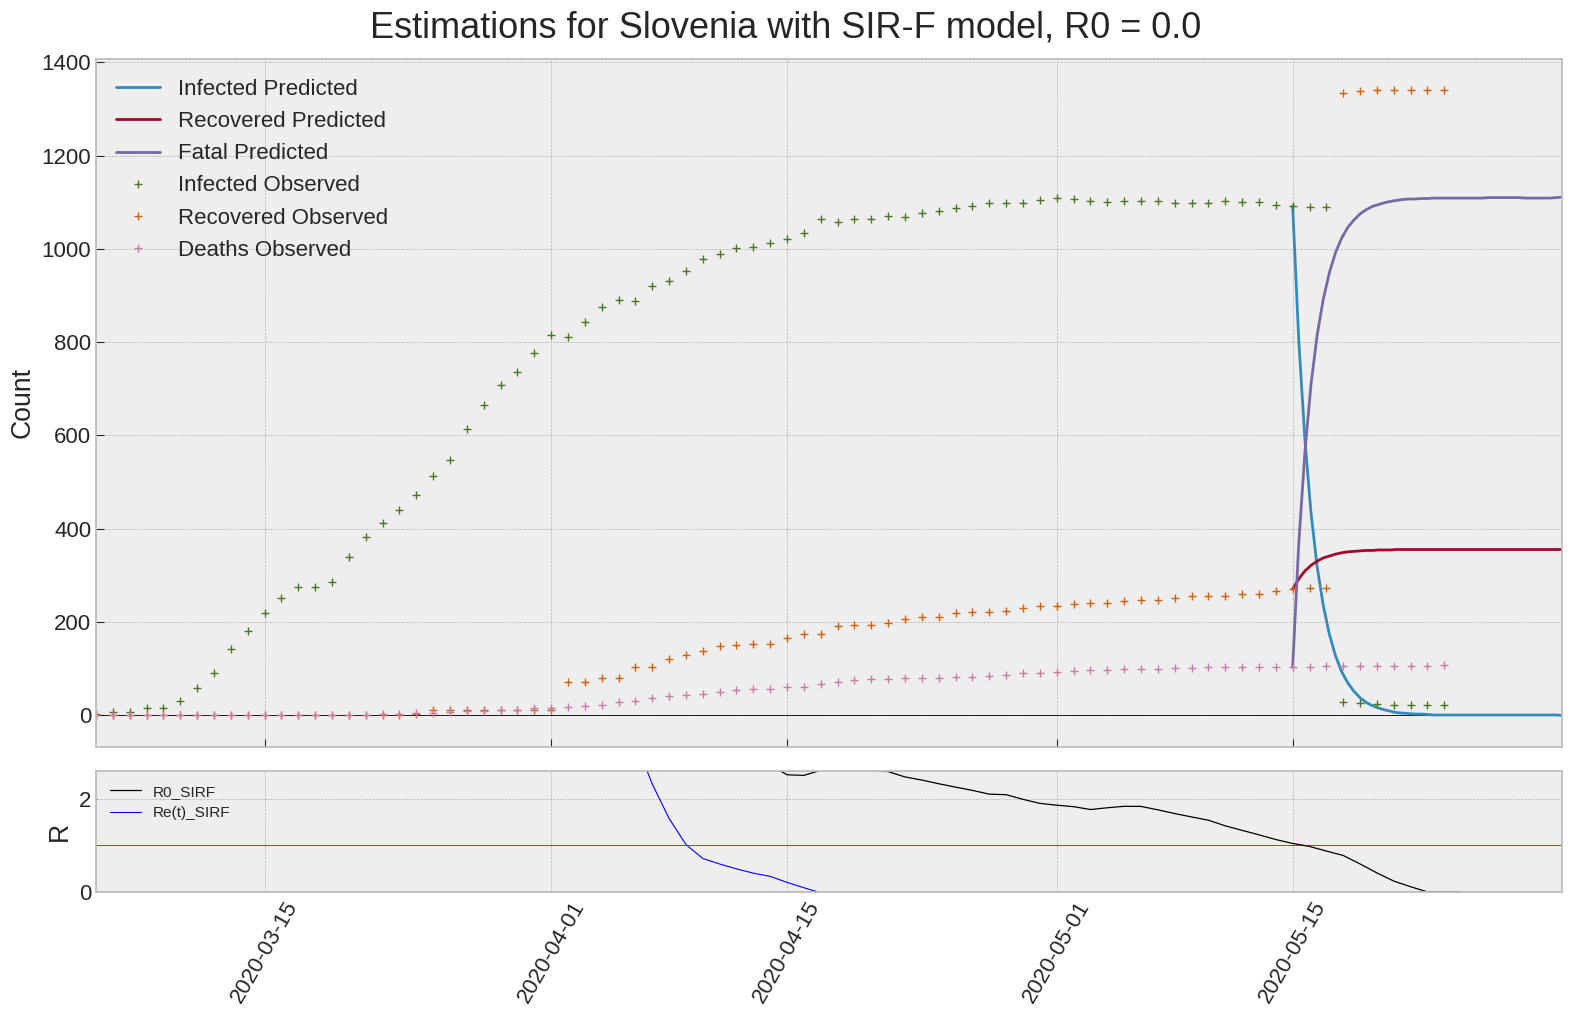 Estimations for Slovenia with SIR-F model, R0 = 0.0
1400
1200
1000
800
600
400
200
0
Count
Infected Predicted
Recovered Predicted
Fatal Predicted
Infected Observed
Recovered Observed
Deaths Observed
2
0
R
R0_SIRF
Re(t)_SIRF
2020-03-15
2020-04-01
2020-04-15
2020-05-01
2020-05-15